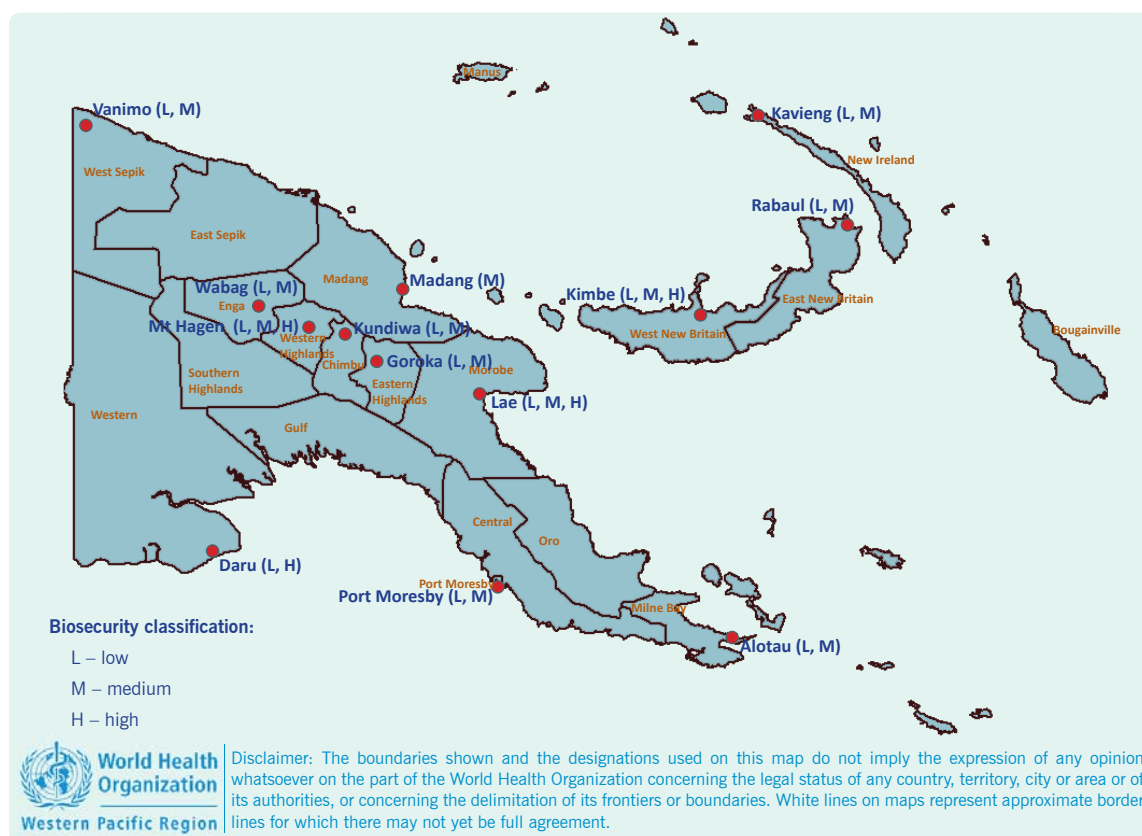 Manus
Vanimo (L, M)
Kavieng (L, M)
West Sepik
New Ireland
Rabaul (L, M)
East Sepik
Madang
Madang (M)
Wabag (L, M)
Enga
Kimbe (L, M, H)
East New Britain
West New Britain
Bougainville
Mt Hagen (L, M, H)
Kundiwa (L, M)
Western
Highlands
Chimbu
Goroka (L, M)
Morobe
Southern
Highlands
Eastern
Highlands
Lae (L, M, H)
Western
Gulf
Central
Oro
Daru (L, H)
Port Moresby
Port Moresby (L, M)
Milne Bay
Alotau (L, M)
Biosecurity classification:
L – low
M – medium
H – high
World Health
Organization
Western Pacific Region
Disclaimer: The boundaries shown and the designations used on this map do not imply the expression of any opinion
whatsoever on the part of the World Health Organization concerning the legal status of any country, territory, city or area or of
its authorities, or concerning the delimitation of its frontiers or boundaries. White lines on maps represent approximate border
lines for which there may not yet be full agreement.